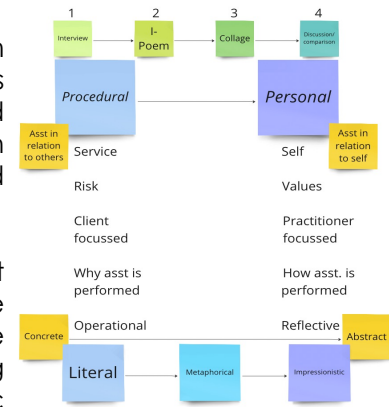 1 2 3 4
Interview
I-
Poem
Collage
Discussion/
comparison
Procedural
Personal
Asst in
relation
to others
Asst in
relation
to self
Service Self
Risk Values
Client
focussed
Practitioner
focussed
Why asst is
performed
How asst. is
performed
Concrete
Operational Reflective
Abstract
Literal
Metaphorical
Impressionistic